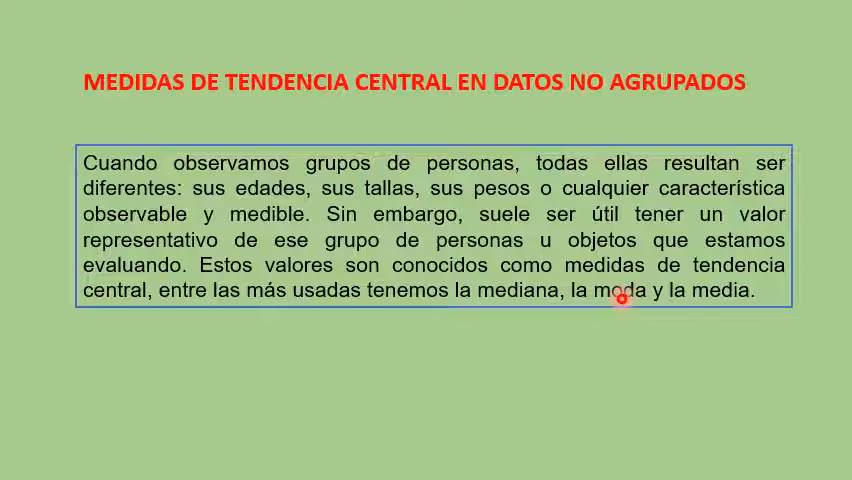 MEDIDAS DE TENDENCIA CENTRAL EN DATOS NO AGRUPADOS
Cuando observamos grupos de personas, todas ellas resultan ser
diferentes: sus edades, sus tallas, sus pesos o cualquier característica
observable y medible. Sin embargo, suele ser útil tener un valor
representativo de ese grupo de personas u objetos que estamos
evaluando. Estos valores son conocidos como medidas de tendencia
central, entre las más usadas tenemos la mediana, la moda y la media.